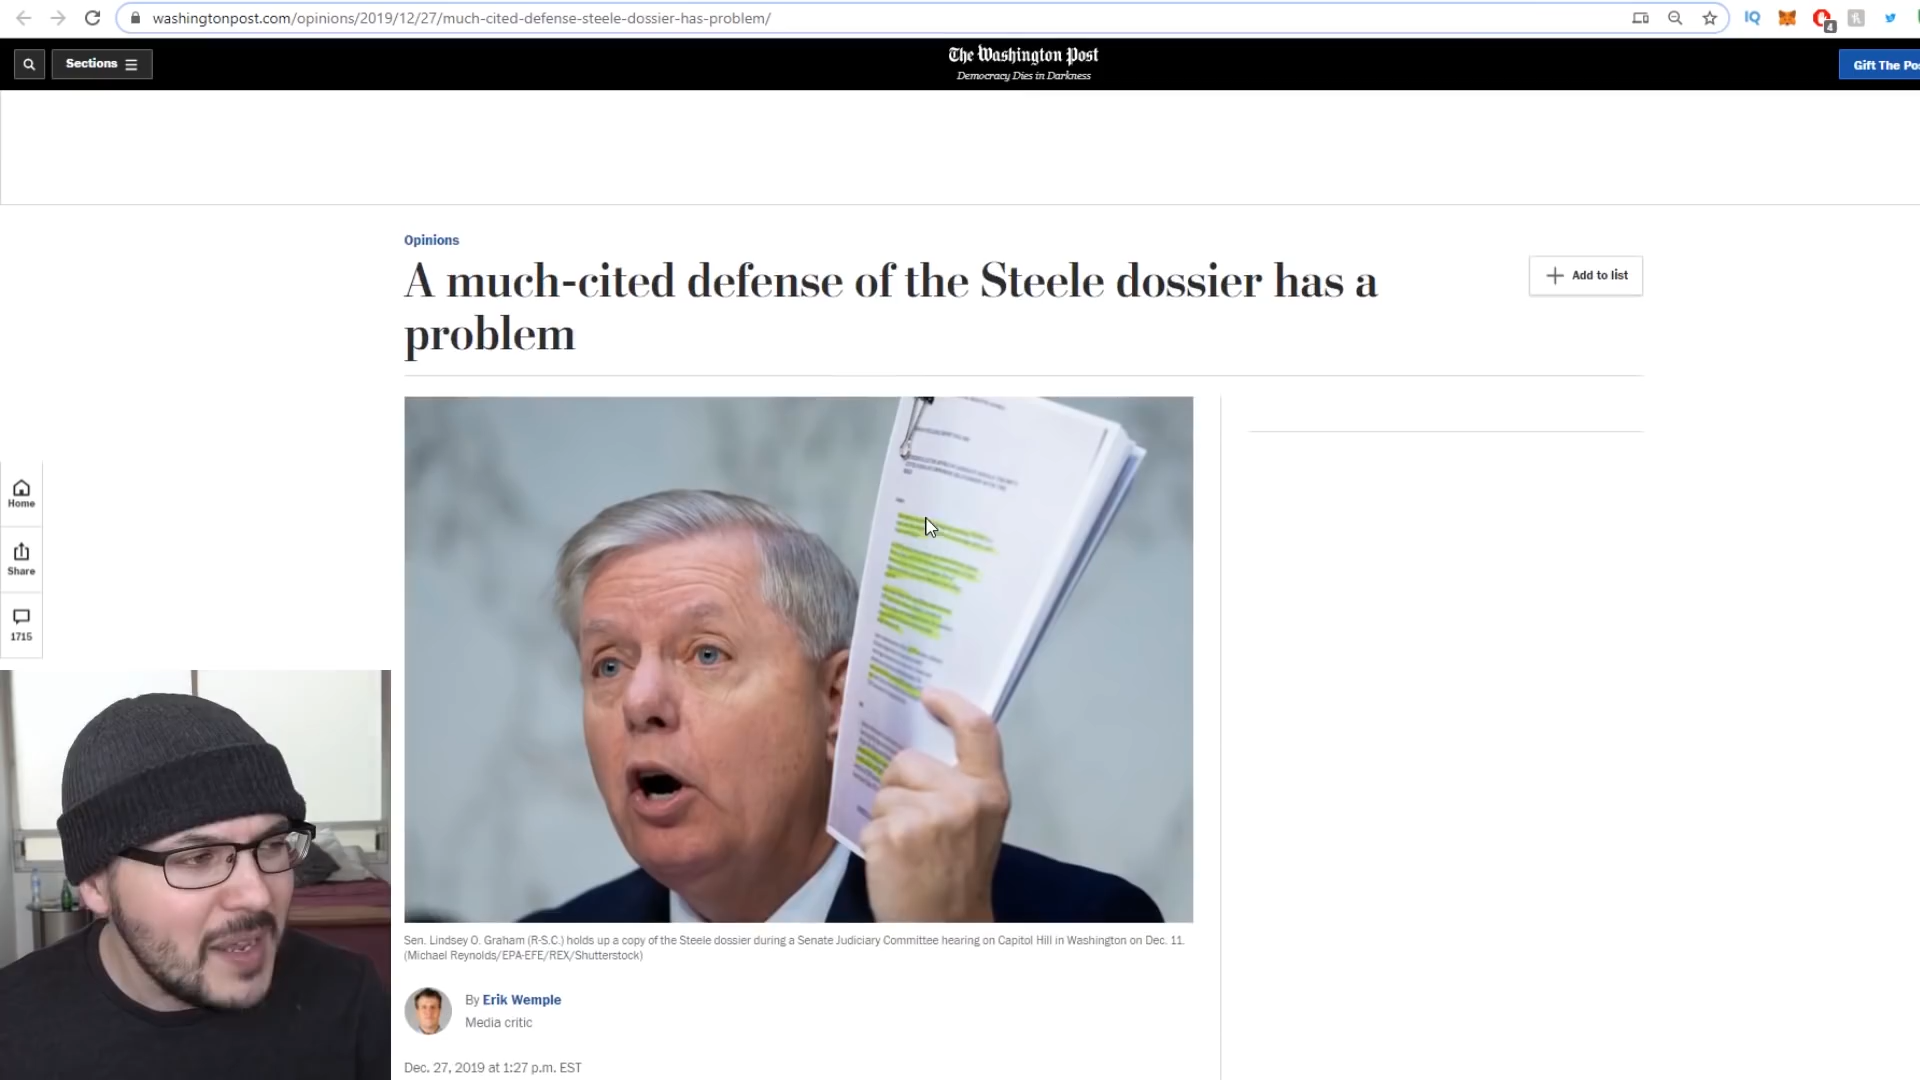 washingtonpost.com/opinions/2019/12/27/much-cited-defense-steele-dossier-has-problem/
IQ
4
Sections
The Washington Post
Democracy Dies in Darkness
Gift The Pos
Opinions
A much-cited defense of the Steele dossier has a
problem
Add to list
Home
Share
1715
Sen. Lindsey O. Graham (R-S.C.) holds up a copy of the Steele dossier during a Senate Judiciary Committee hearing on Capitol Hill in Washington on Dec. 11.
(Michael Reynolds/EPA-EFE/REX/Shutterstock)
By Erik Wemple
Media critic
Dec. 27, 2019 at 1:27 p.m. EST